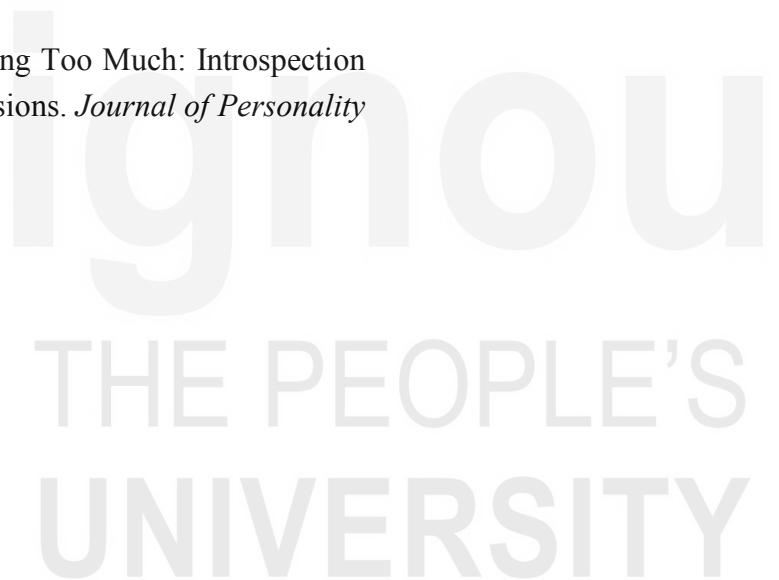 ng Too Much: Introspection
sions. Journal of Personality
ignou
THE PEOPLE'S
UNIVERSITY